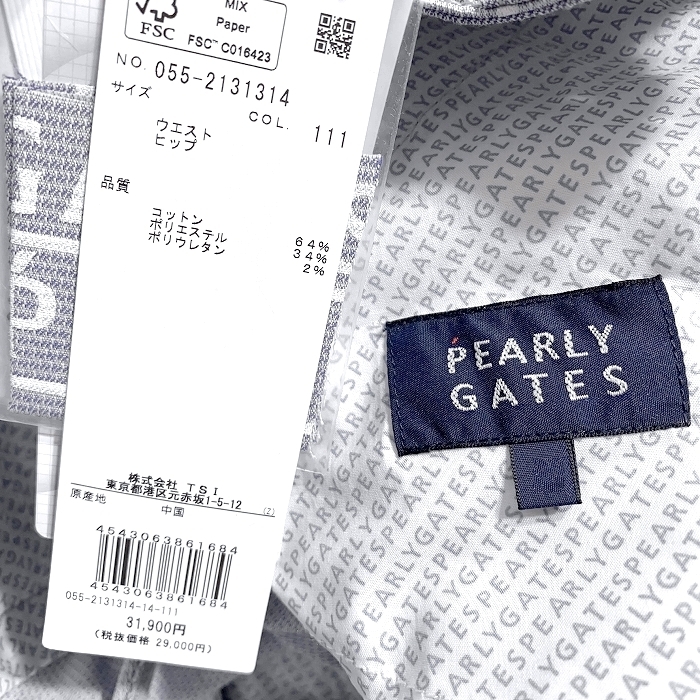 FSC
MIX
Paper
FSC™ C016423
NO. 055-2131314
サイズ
COL. 111
ウエスト
ヒップ
品質
コットン 64%
ポリエステル 34%
ポリウレタン 2%
株式会社 TSI
東京都港区元赤坂1-5-12
原産地 中国 (Z)
4543063861684
4543063861684
055-2131314-14-111
31,900円
(税抜価格 29,000円)
PEARLY
GATES